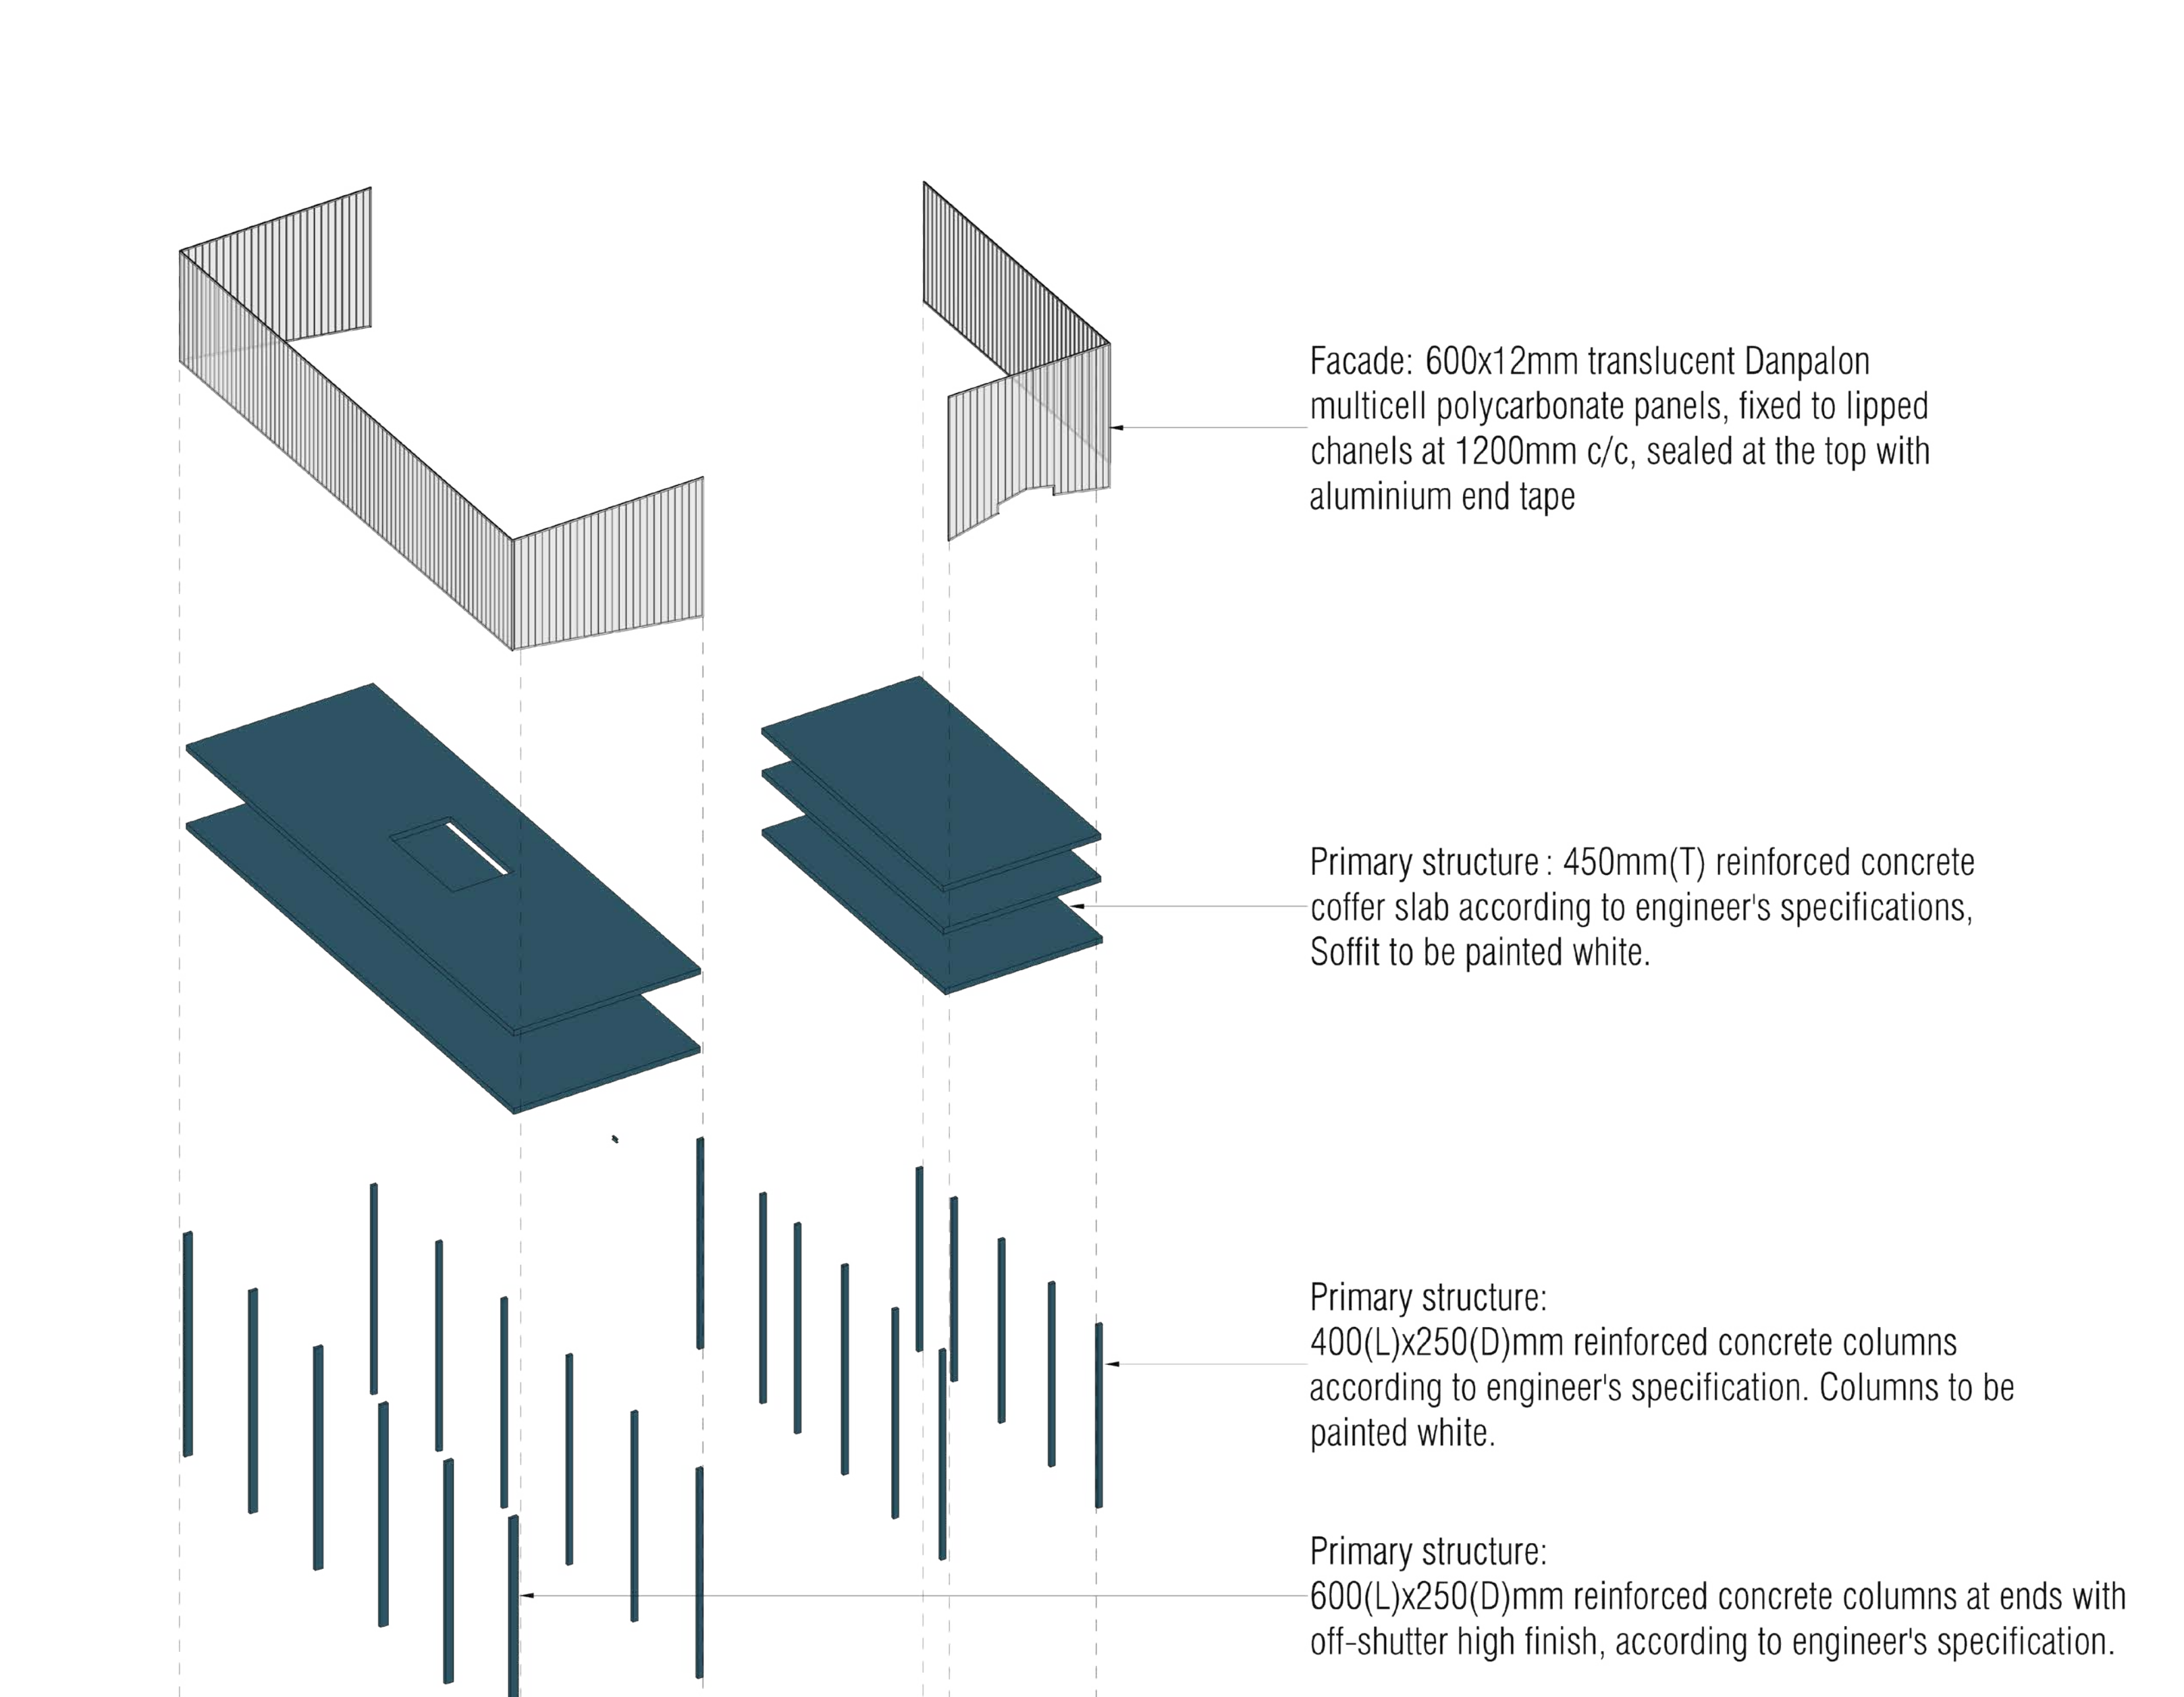 Facade: 600x12mm translucent Danpalon
multicell polycarbonate panels, fixed to lipped
chanels at 1200mm c/c, sealed at the top with
aluminium end tape
Primary structure : 450mm(T) reinforced concrete
coffer slab according to engineer's specifications,
Soffit to be painted white.
Primary structure:
400(L)x250(D)mm reinforced concrete columns
according to engineer's specification. Columns to be
painted white.
Primary structure:
600(L)x250(D)mm reinforced concrete columns at ends with
off-shutter high finish, according to engineer's specification.